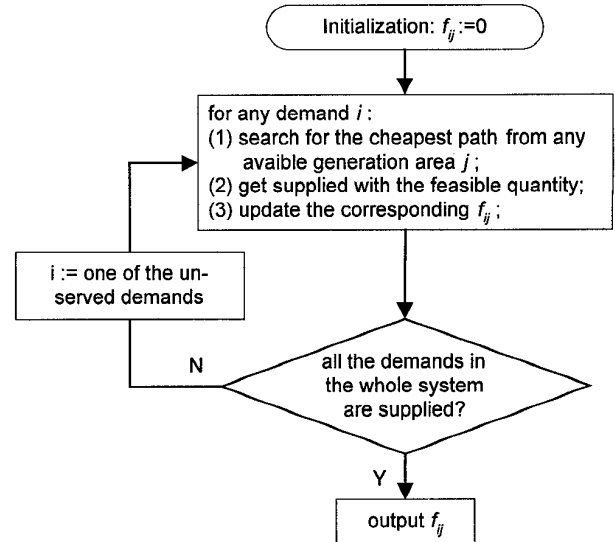 Initialization: f_ij :=0
for any demand i :
(1) search for the cheapest path from any
avaible generation area j ;
(2) get supplied with the feasible quantity;
(3) update the corresponding f_ij ;
i := one of the un-
served demands
N
all the demands in
the whole system
are supplied?
Y
output f_ij